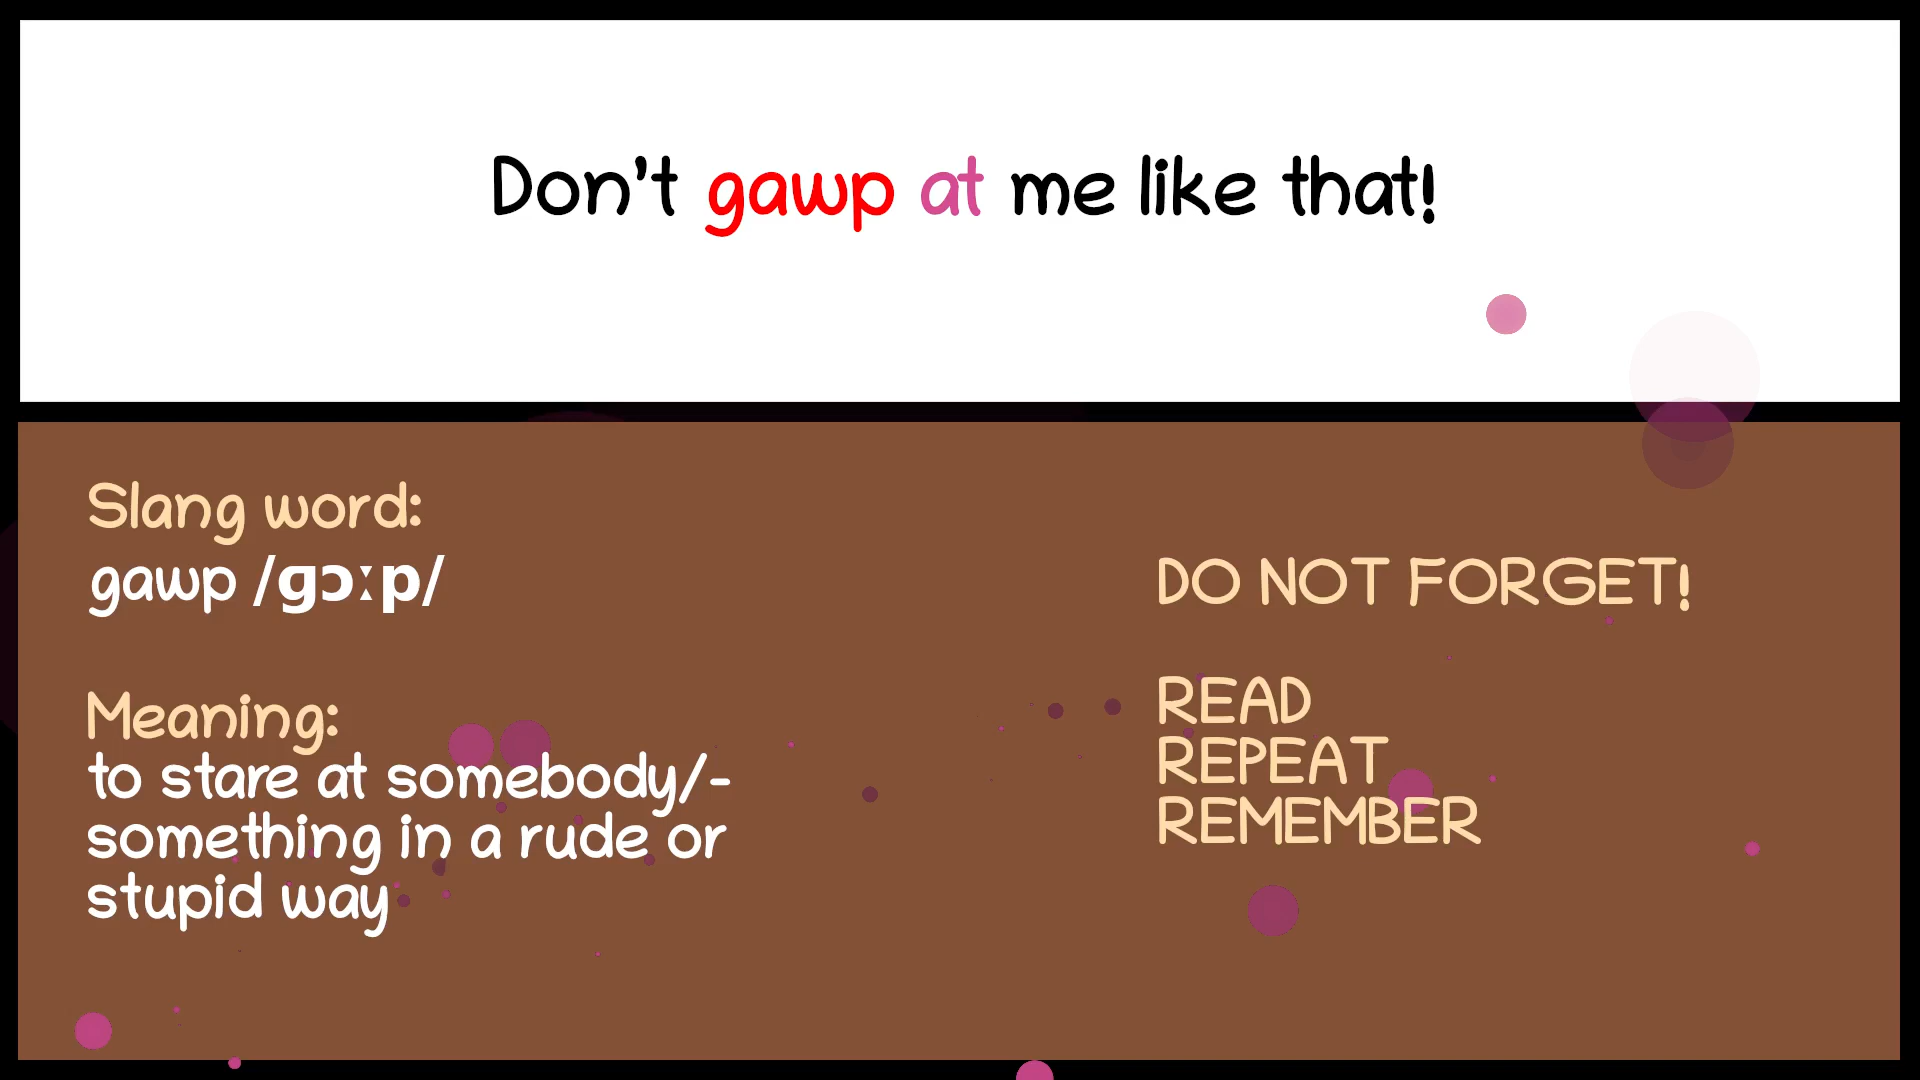 Don't gawp at me like that!
Slang word:
gawp /ɡɔːp/
Meaning:
to stare at somebody/-
something in a rude or
stupid way
DO NOT FORGET!
READ
REPEAT
REMEMBER